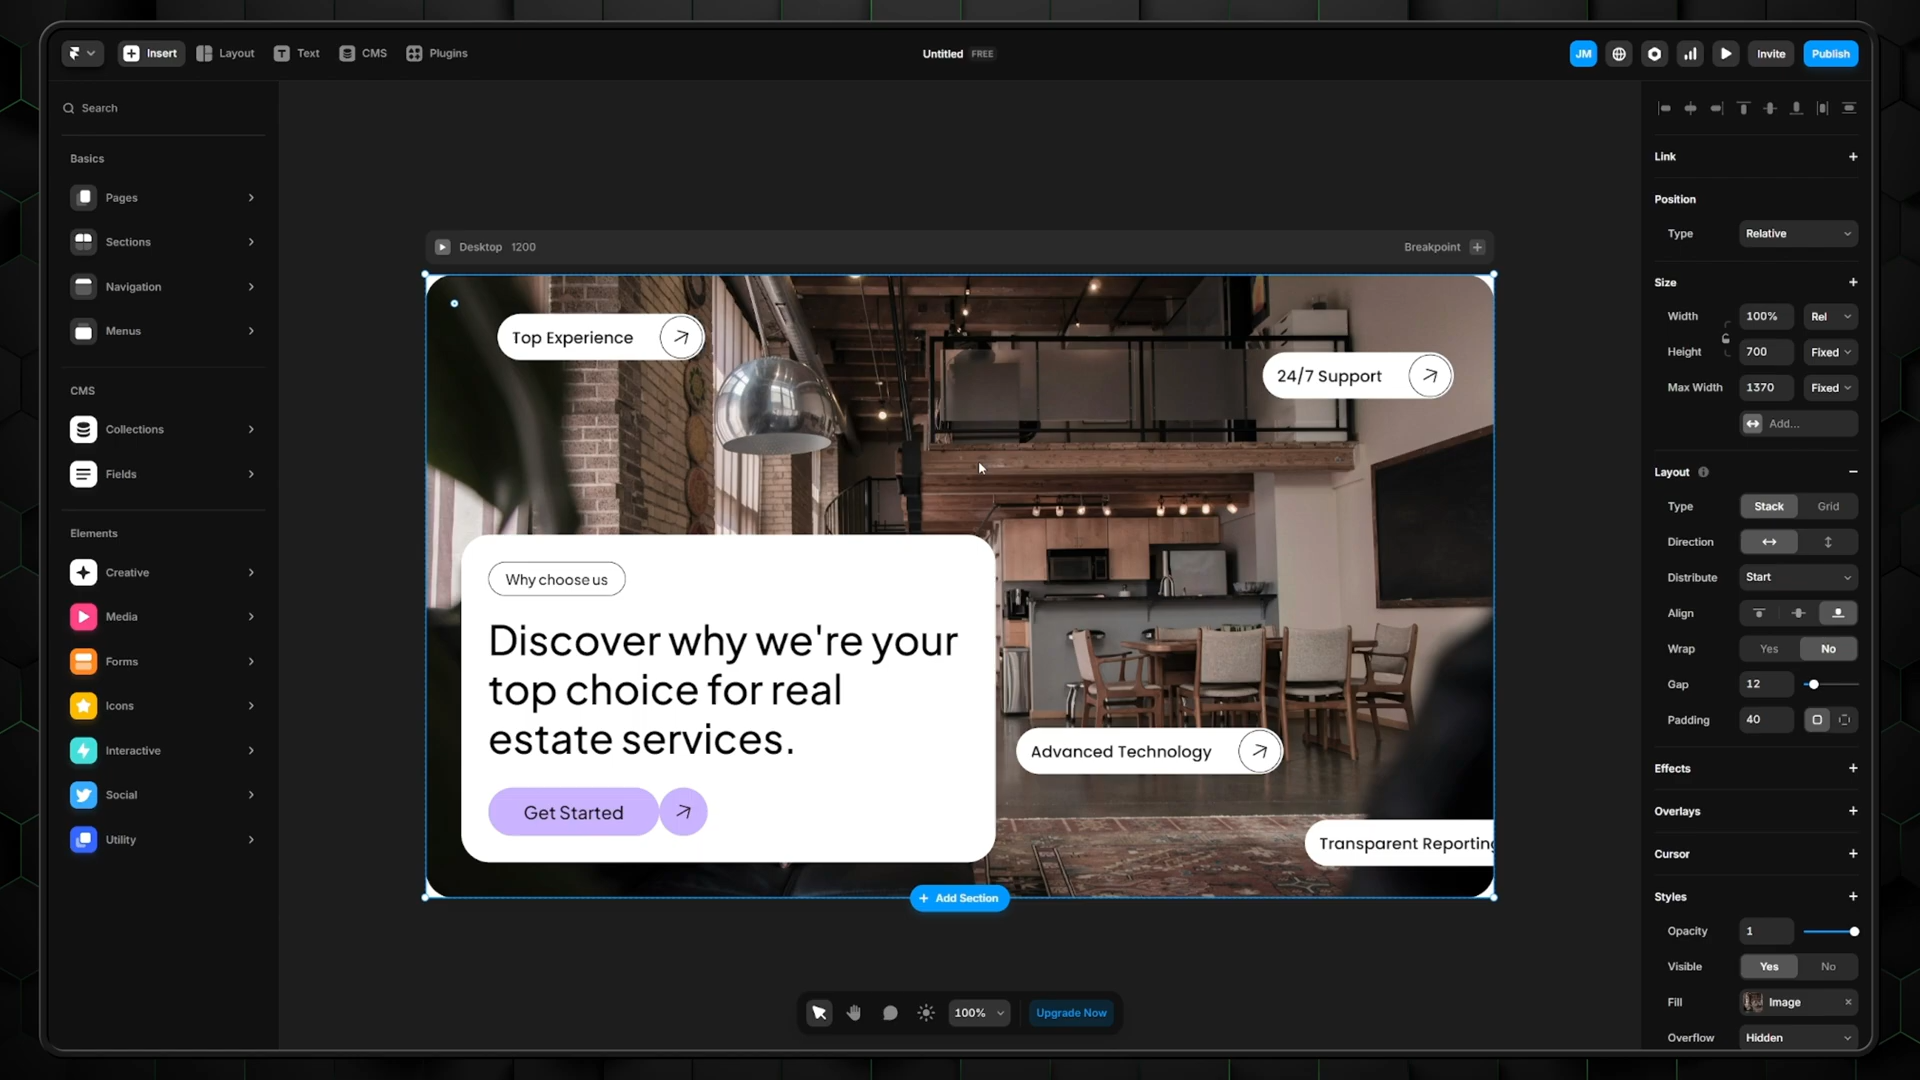 Insert
Layout
Text
CMS
Plugins
Untitled FREE
JM
Invite
Publish
Search
Basics
Pages
Sections
Navigation
Menus
CMS
Collections
Fields
Elements
Creative
Media
Forms
Icons
Interactive
Social
Utility
Desktop 1200
Breakpoint
Top Experience
24/7 Support
Why choose us
Discover why we're your
top choice for real
estate services.
Get Started
Advanced Technology
Transparent Reporting
Add Section
100%
Upgrade Now
Link
Position
Type Relative
Size
Width 100% Rel
Height 700 Fixed
Max Width 1370 Fixed
Add...
Layout
Type Stack Grid
Direction
Distribute Start
Align
Wrap Yes No
Gap 12
Padding 40
Effects
Overlays
Cursor
Styles
Opacity 1
Visible Yes No
Fill Image
Overflow Hidden